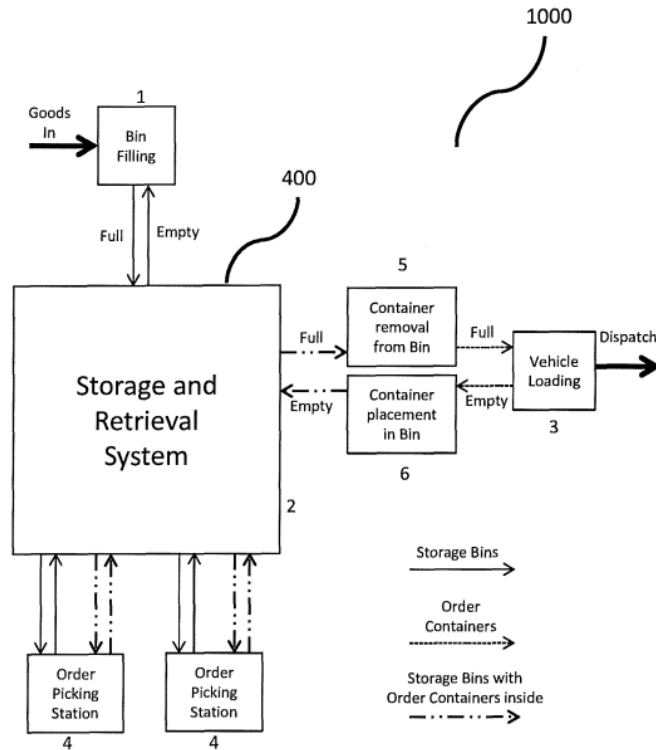 1000
1
Goods
In
Bin
Filling
400
Full
Empty
5
Full
Container
removal
from Bin
Full
Dispatch
Vehicle
Loading
3
Empty
Container
placement
in Bin
Empty
6
Storage and
Retrieval
System
2
Storage Bins
Order
Containers
Storage Bins with
Order Containers inside
Order
Picking
Station
4
Order
Picking
Station
4